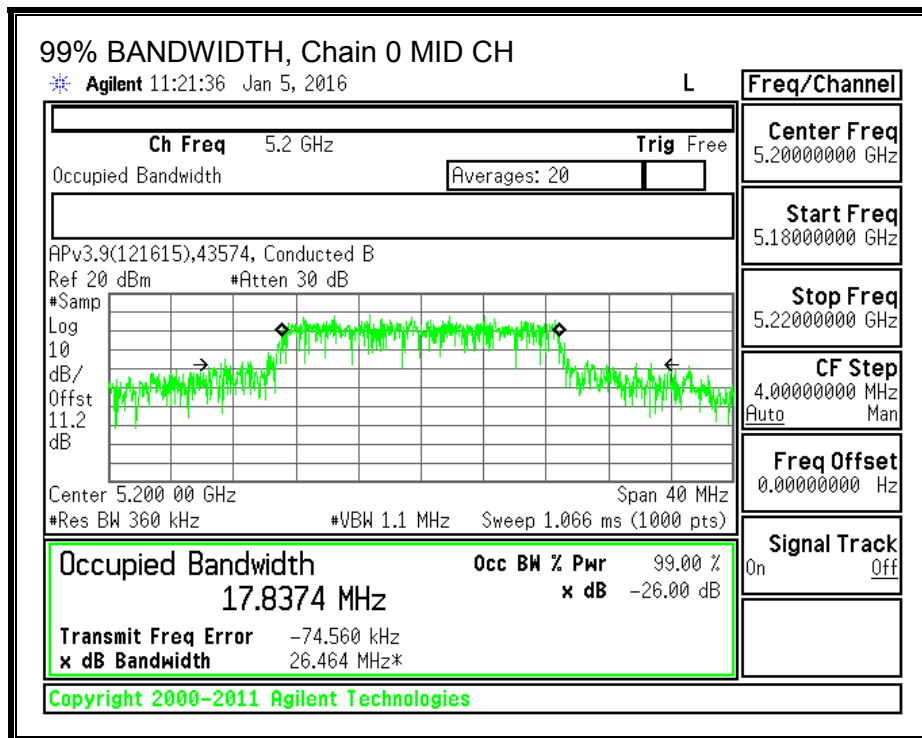 99% BANDWIDTH, Chain 0 MID CH
Agilent 11:21:36 Jan 5, 2016 L
Freq/Channel
Ch Freq 5.2 GHz Trig Free
Occupied Bandwidth Averages: 20
Center Freq
5.20000000 GHz
Start Freq
5.18000000 GHz
APv3.9(121615),43574, Conducted B
Ref 20 dBm #Atten 30 dB
#Samp
Log
10
dB/
Offst
11.2
dB
Stop Freq
5.22000000 GHz
CF Step
4.00000000 MHz
Auto Man
Freq Offset
0.00000000 Hz
Center 5.200 00 GHz Span 40 MHz
#Res BW 360 kHz #VBW 1.1 MHz Sweep 1.066 ms (1000 pts)
Signal Track
On Off
Occupied Bandwidth Occ BW % Pwr 99.00 %
17.8374 MHz x dB -26.00 dB
Transmit Freq Error -74.560 kHz
x dB Bandwidth 26.464 MHz*
Copyright 2000-2011 Agilent Technologies